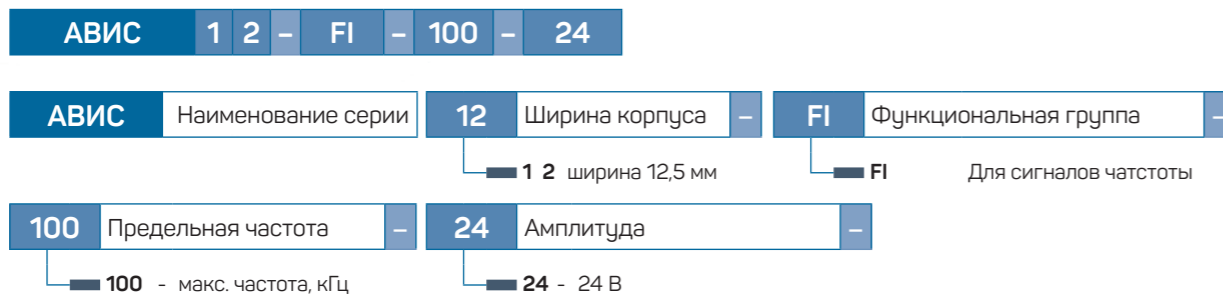 АВИС 1 2 – FI – 100 – 24
АВИС Наименование серии 12 Ширина корпуса – FI Функциональная группа –
1 2 ширина 12,5 мм FI Для сигналов чатстоты
100 Предельная частота – 24 Амплитуда –
100 - макс. частота, кГц 24 - 24 В